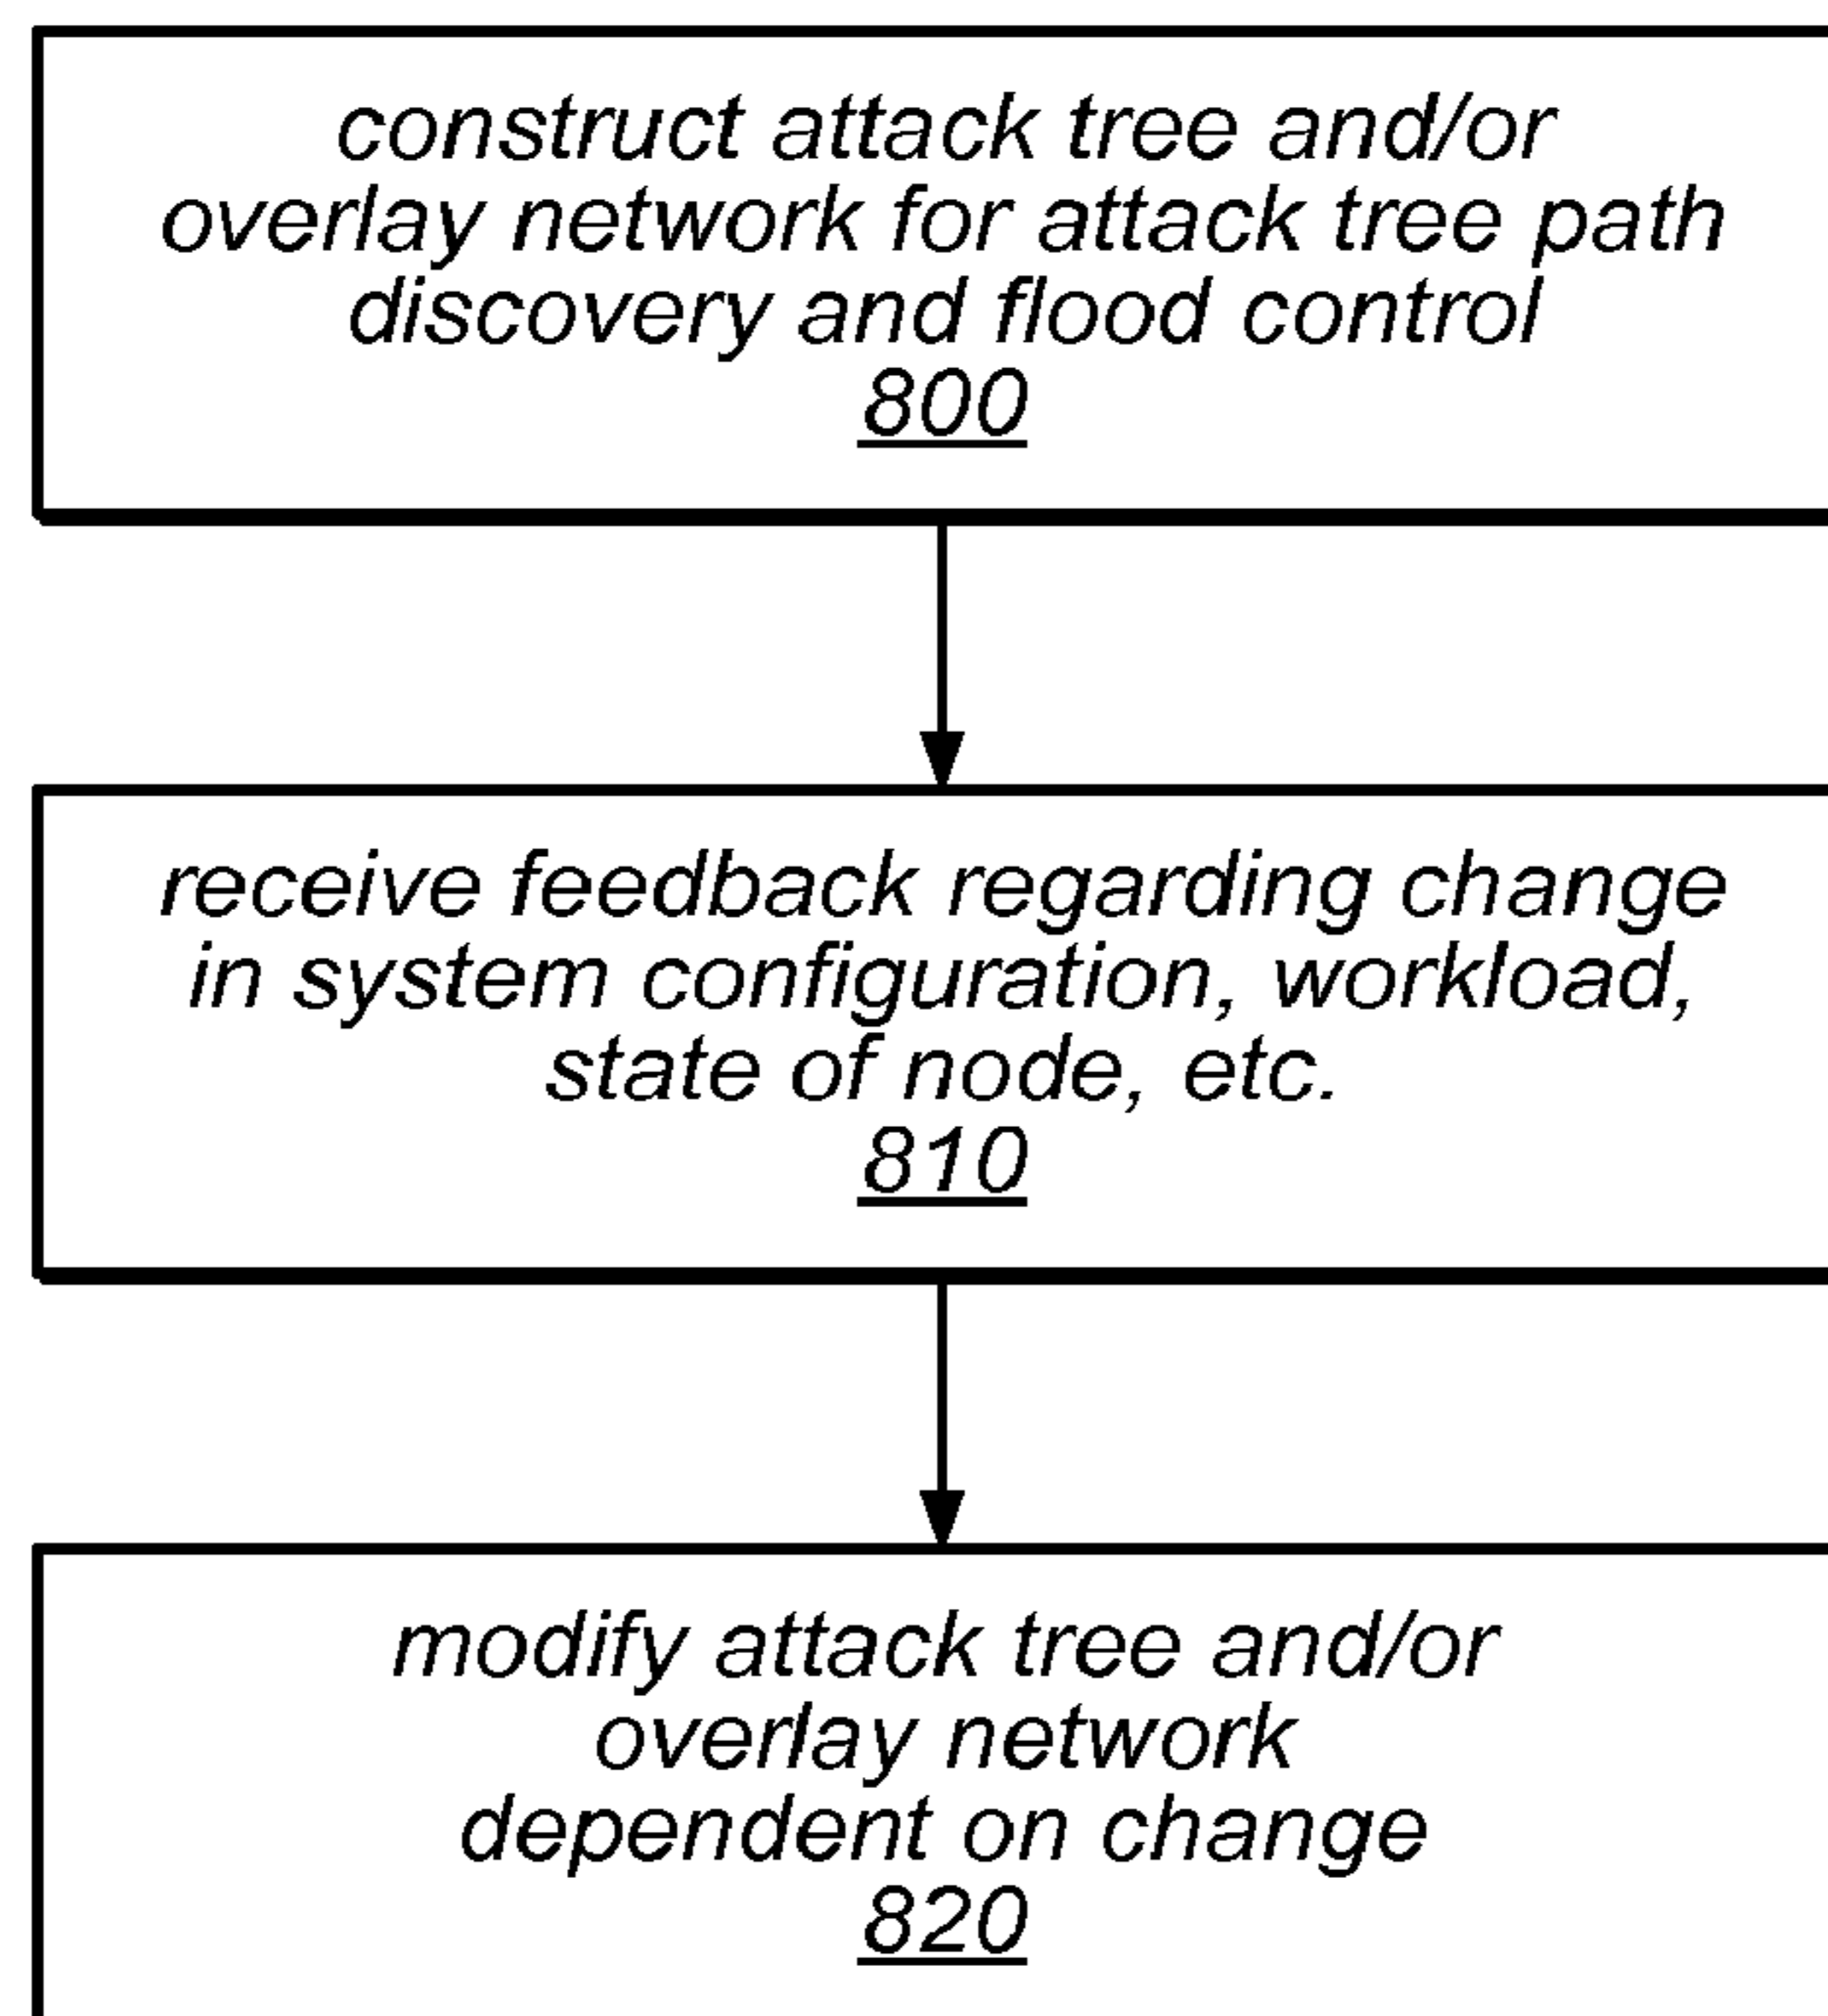 construct attack tree and/or
overlay network for attack tree path
discovery and flood control
800
receive feedback regarding change
in system configuration, workload,
state of node, etc.
810
modify attack tree and/or
overlay network
dependent on change
820